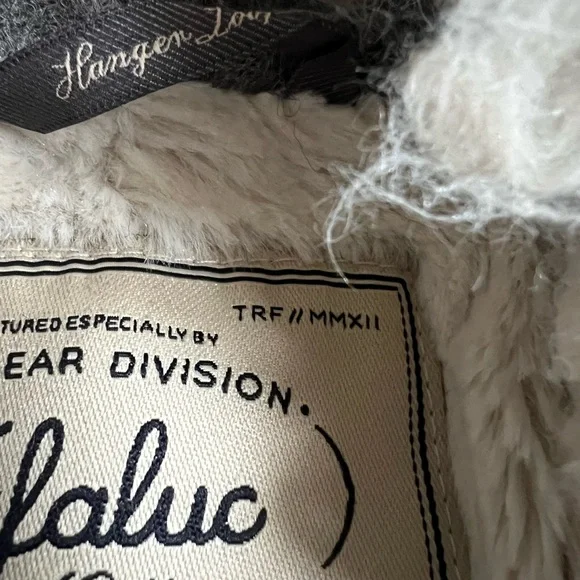 Hanger Loop
TRF//MMXII
TURED ESPECIALLY BY
EAR DIVISION.
faluc